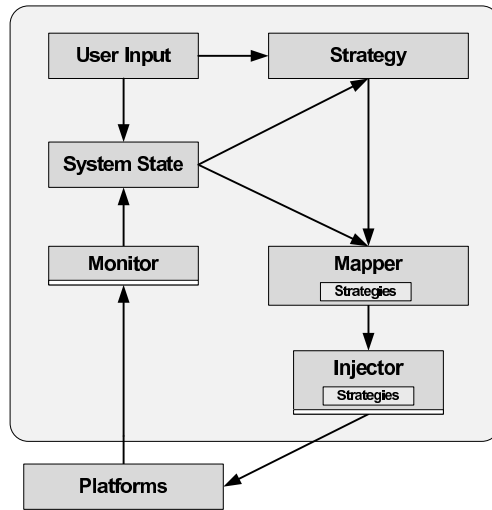 User Input
Strategy
System State
Monitor
Mapper
Strategies
Injector
Strategies
Platforms